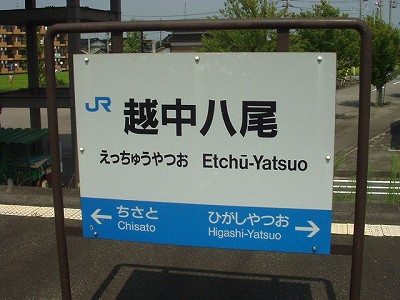 JR 越中八尾
えっちゅうやつお Etchū-Yatsuo
ちさと ひがしやつお
Chisato Higashi-Yatsuo